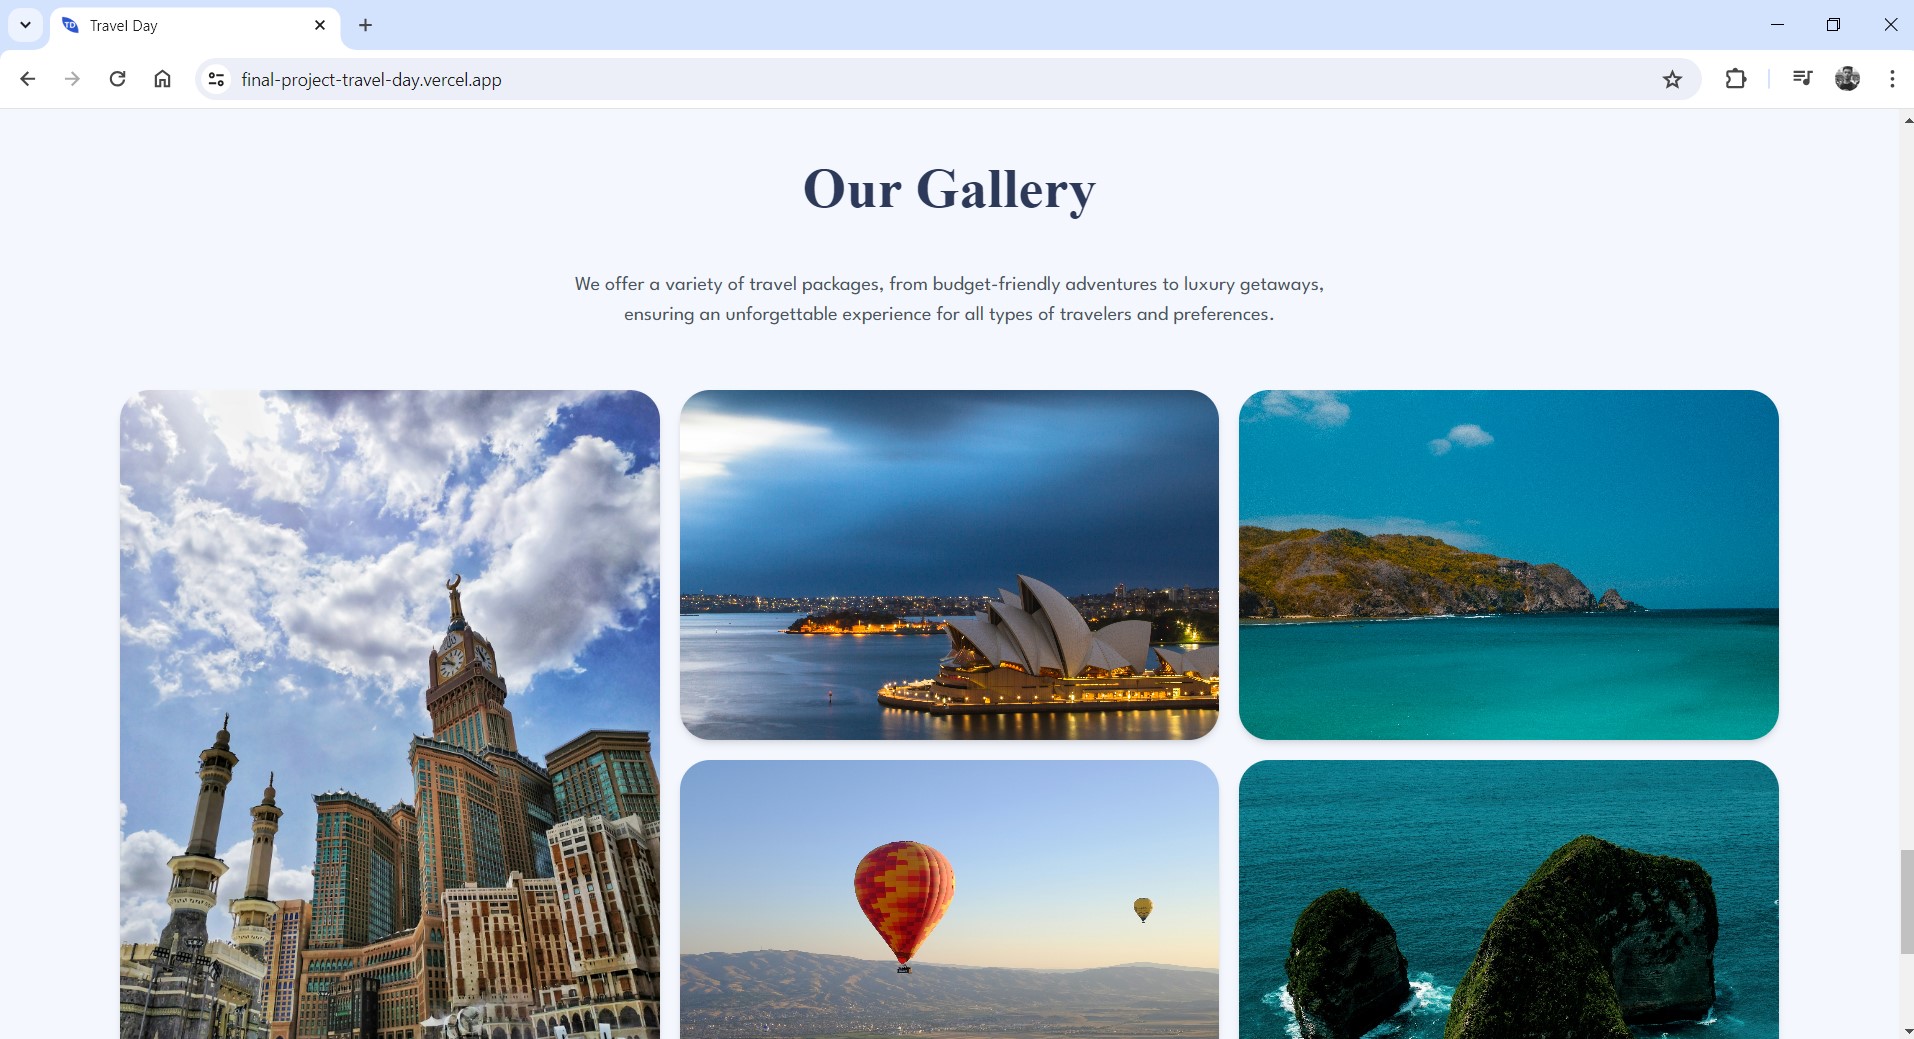 TD
Travel Day
final-project-travel-day.vercel.app
Our Gallery
We offer a variety of travel packages, from budget-friendly adventures to luxury getaways,
ensuring an unforgettable experience for all types of travelers and preferences.